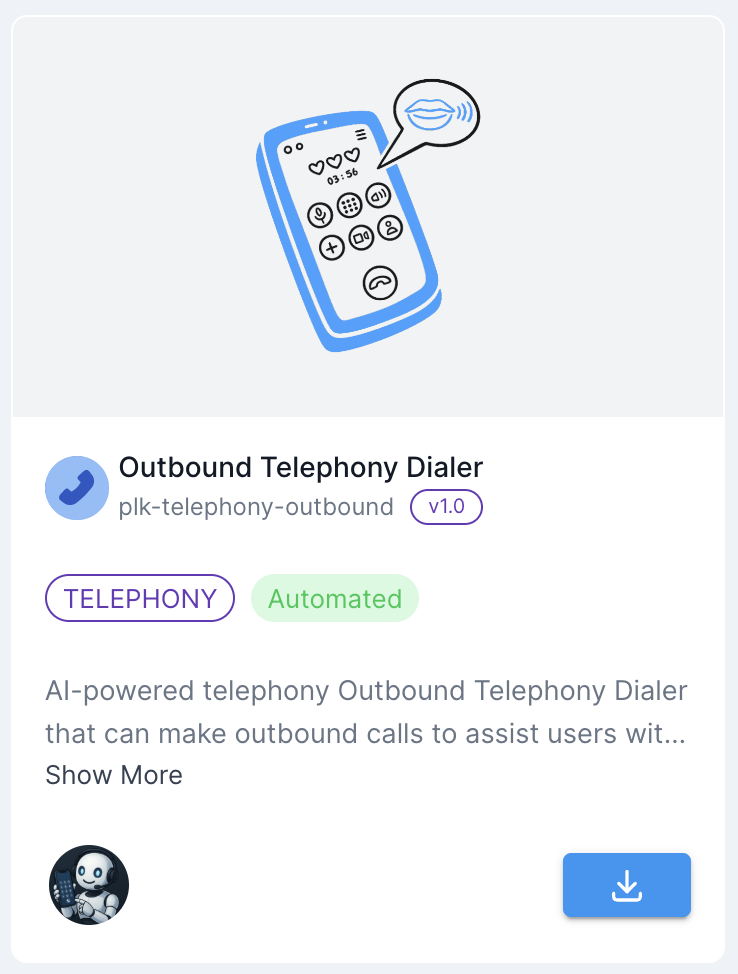 03:56
Outbound Telephony Dialer
plk-telephony-outbound v1.0
TELEPHONY Automated
AI-powered telephony Outbound Telephony Dialer
that can make outbound calls to assist users wit...
Show More